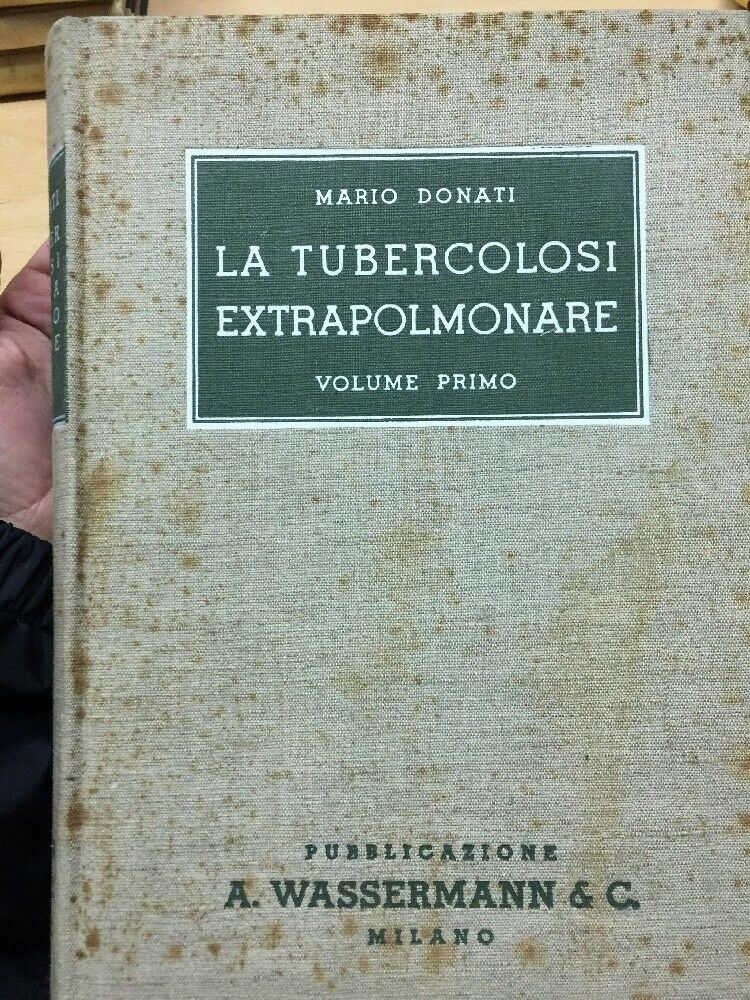 MARIO DONATI
LA TUBERCOLOSI
EXTRAPOLMONARE
VOLUME PRIMO
PUBBLICAZIONE
A. WASSERMANN & C.
MILANO